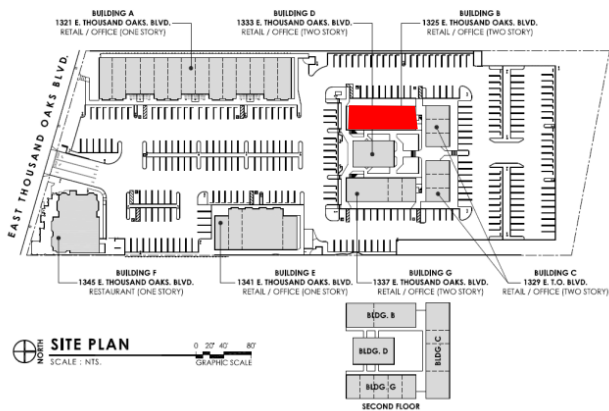 BUILDING A
1321 E. THOUSAND OAKS. BLVD.
RETAIL / OFFICE (ONE STORY)
BUILDING D
1333 E. THOUSAND OAKS. BLVD.
RETAIL / OFFICE (TWO STORY)
BUILDING B
1325 E. THOUSAND OAKS. BLVD.
RETAIL / OFFICE (TWO STORY)
EAST THOUSAND OAKS BLVD.
BUILDING F
1345 E. THOUSAND OAKS. BLVD.
RESTAURANT (ONE STORY)
BUILDING E
1341 E. THOUSAND OAKS. BLVD.
RETAIL / OFFICE (ONE STORY)
BUILDING G
1337 E. THOUSAND OAKS. BLVD.
RETAIL / OFFICE (TWO STORY)
BUILDING C
1329 E. T.O. BLVD.
RETAIL / OFFICE (TWO STORY)
NORTH
SITE PLAN
SCALE : NTS.
0 20' 40' 80'
GRAPHIC SCALE
BLDG. B
BLDG. C
BLDG. D
BLDG. G
SECOND FLOOR